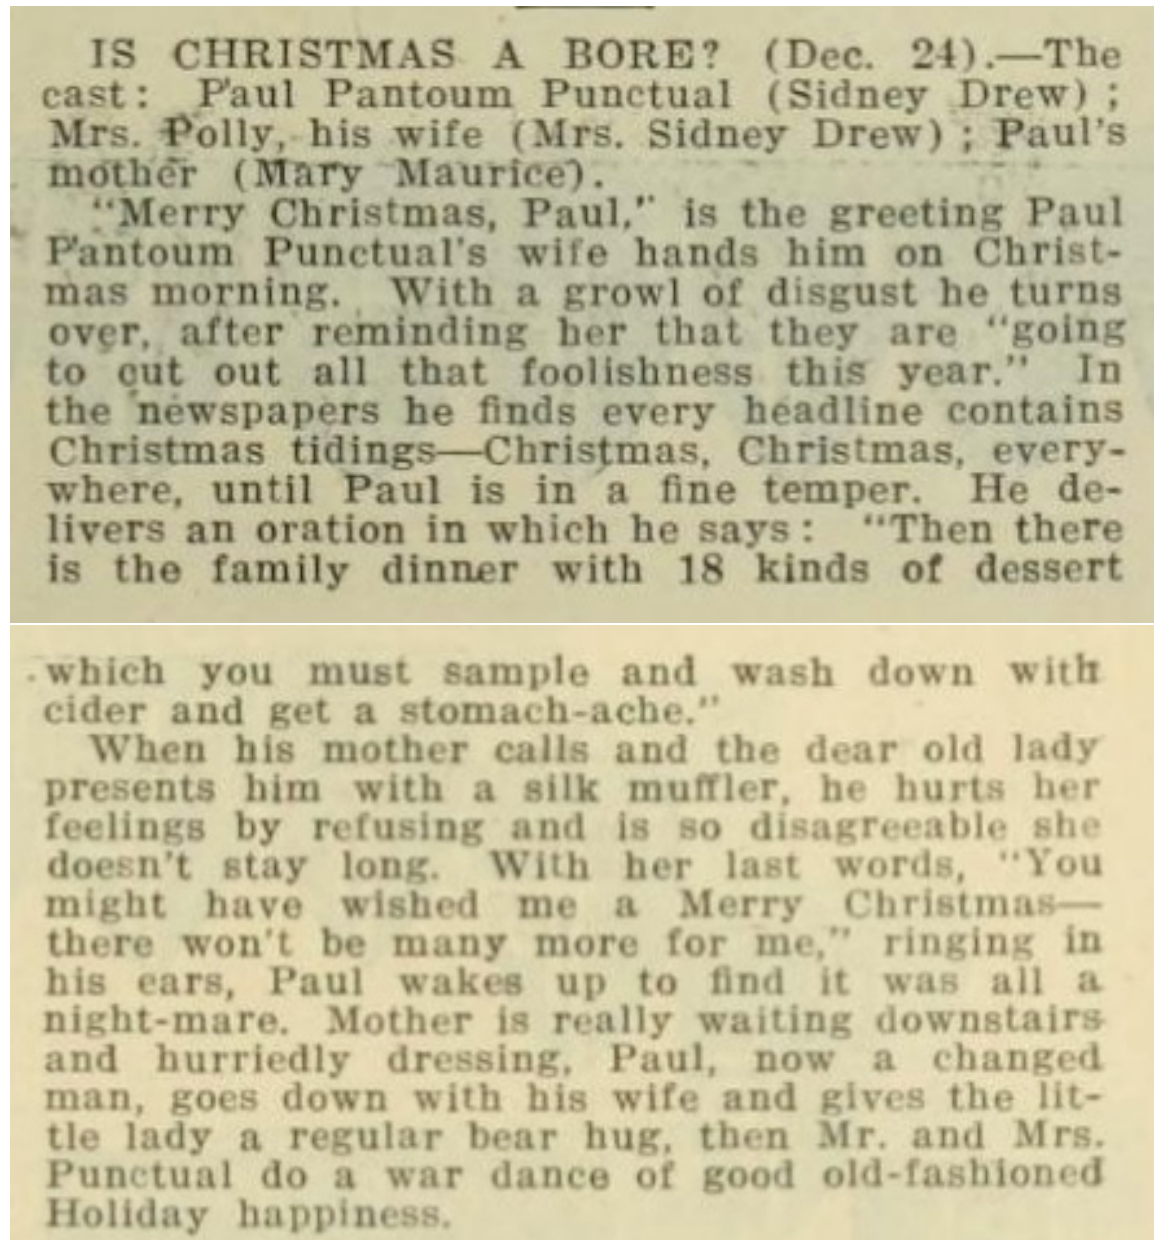 IS CHRISTMAS A BORE? (Dec. 24).—The
cast: Paul Pantoum Punctual (Sidney Drew);
Mrs. Polly, his wife (Mrs. Sidney Drew); Paul's
mother (Mary Maurice).
"Merry Christmas, Paul," is the greeting Paul
Pantoum Punctual's wife hands him on Christ-
mas morning. With a growl of disgust he turns
over, after reminding her that they are "going
to cut out all that foolishness this year." In
the newspapers he finds every headline contains
Christmas tidings—Christmas, Christmas, every-
where, until Paul is in a fine temper. He de-
livers an oration in which he says: "Then there
is the family dinner with 18 kinds of dessert
which you must sample and wash down with
cider and get a stomach-ache."
When his mother calls and the dear old lady
presents him with a silk muffler, he hurts her
feelings by refusing and is so disagreeable she
doesn't stay long. With her last words, "You
might have wished me a Merry Christmas—
there won't be many more for me," ringing in
his ears, Paul wakes up to find it was all a
night-mare. Mother is really waiting downstairs
and hurriedly dressing, Paul, now a changed
man, goes down with his wife and gives the lit-
tle lady a regular bear hug, then Mr. and Mrs.
Punctual do a war dance of good old-fashioned
Holiday happiness.